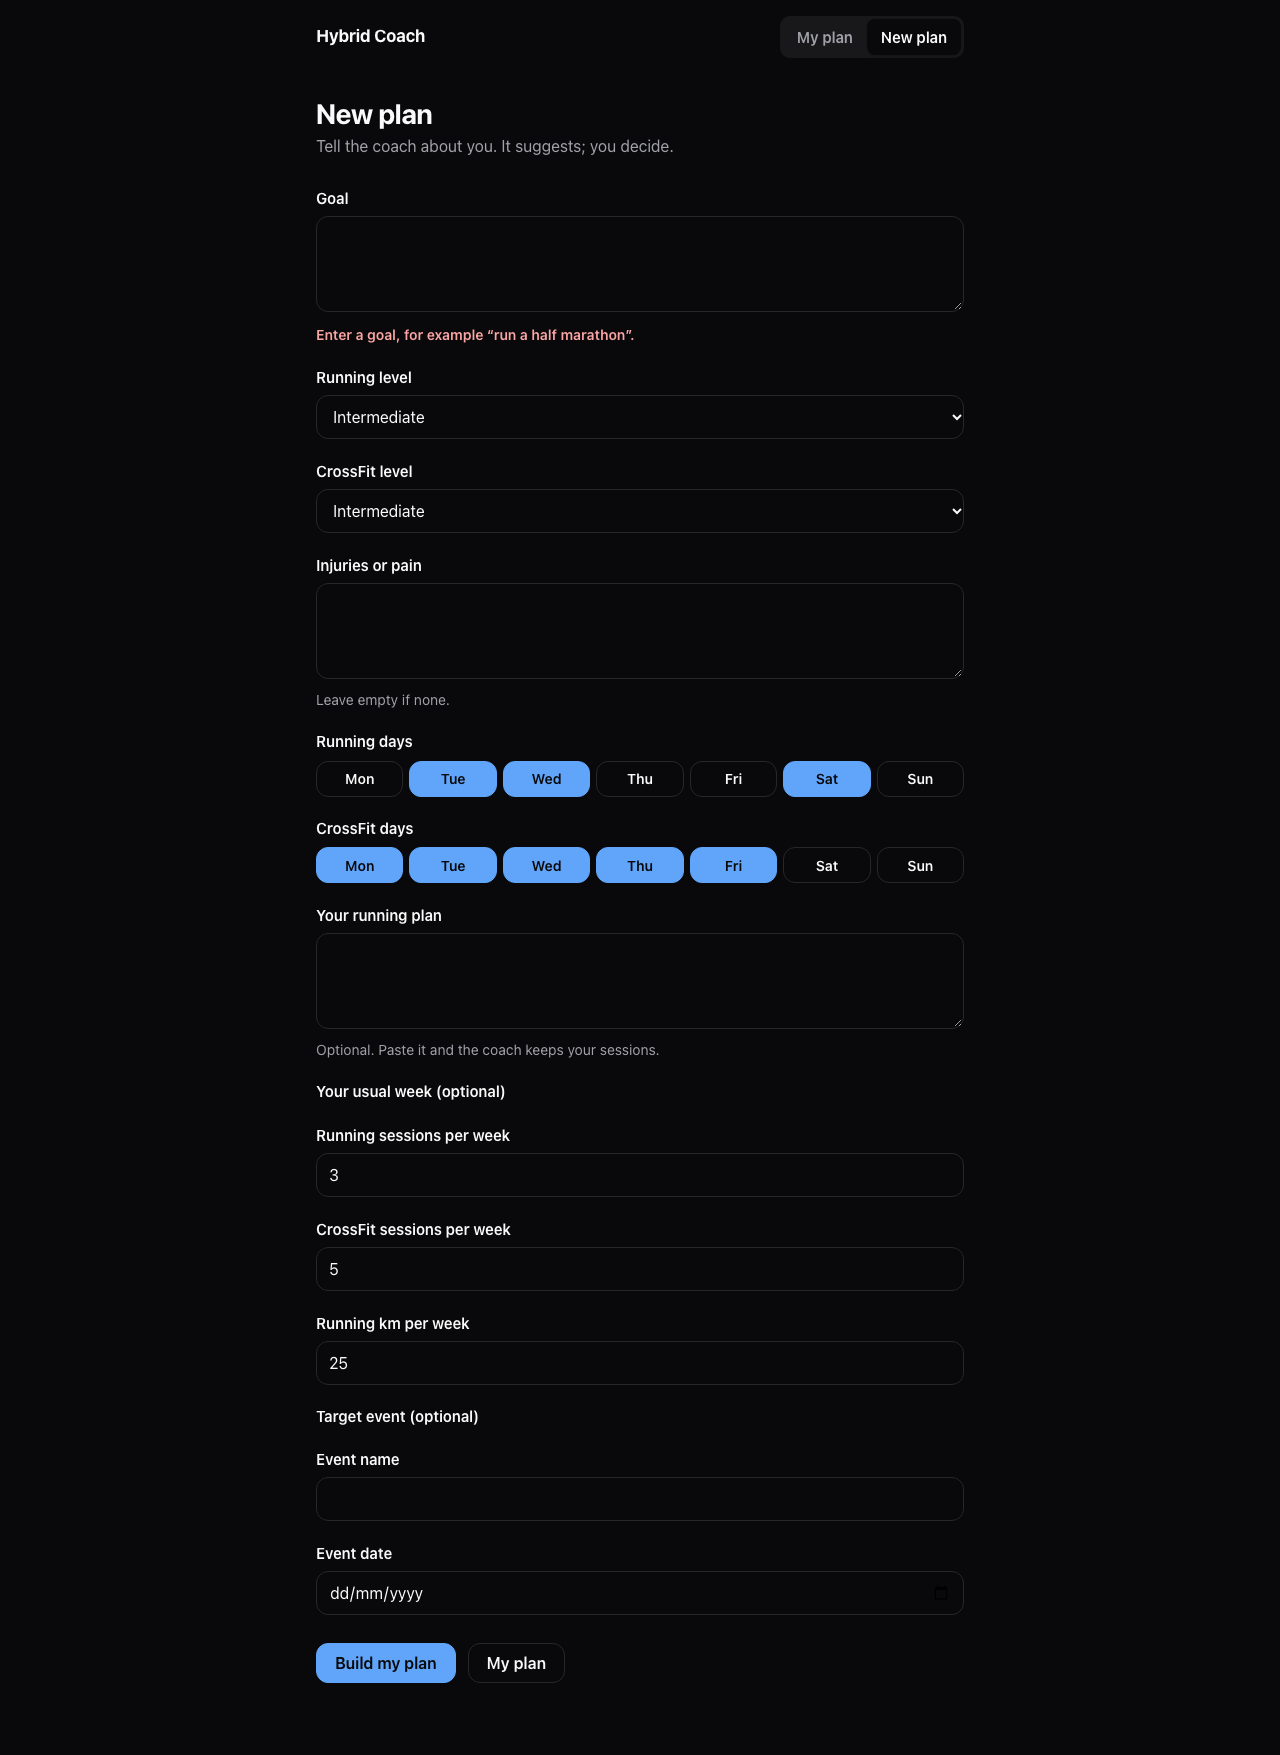 Hybrid Coach
My plan
New plan
New plan
Tell the coach about you. It suggests; you decide.
Goal
Enter a goal, for example “run a half marathon”.
Running level
Intermediate
CrossFit level
Intermediate
Injuries or pain
Leave empty if none.
Running days
Mon Tue Wed Thu Fri Sat Sun
CrossFit days
Mon Tue Wed Thu Fri Sat Sun
Your running plan
Optional. Paste it and the coach keeps your sessions.
Your usual week (optional)
Running sessions per week
3
CrossFit sessions per week
5
Running km per week
25
Target event (optional)
Event name
Event date
dd/mm/yyyy
Build my plan
My plan